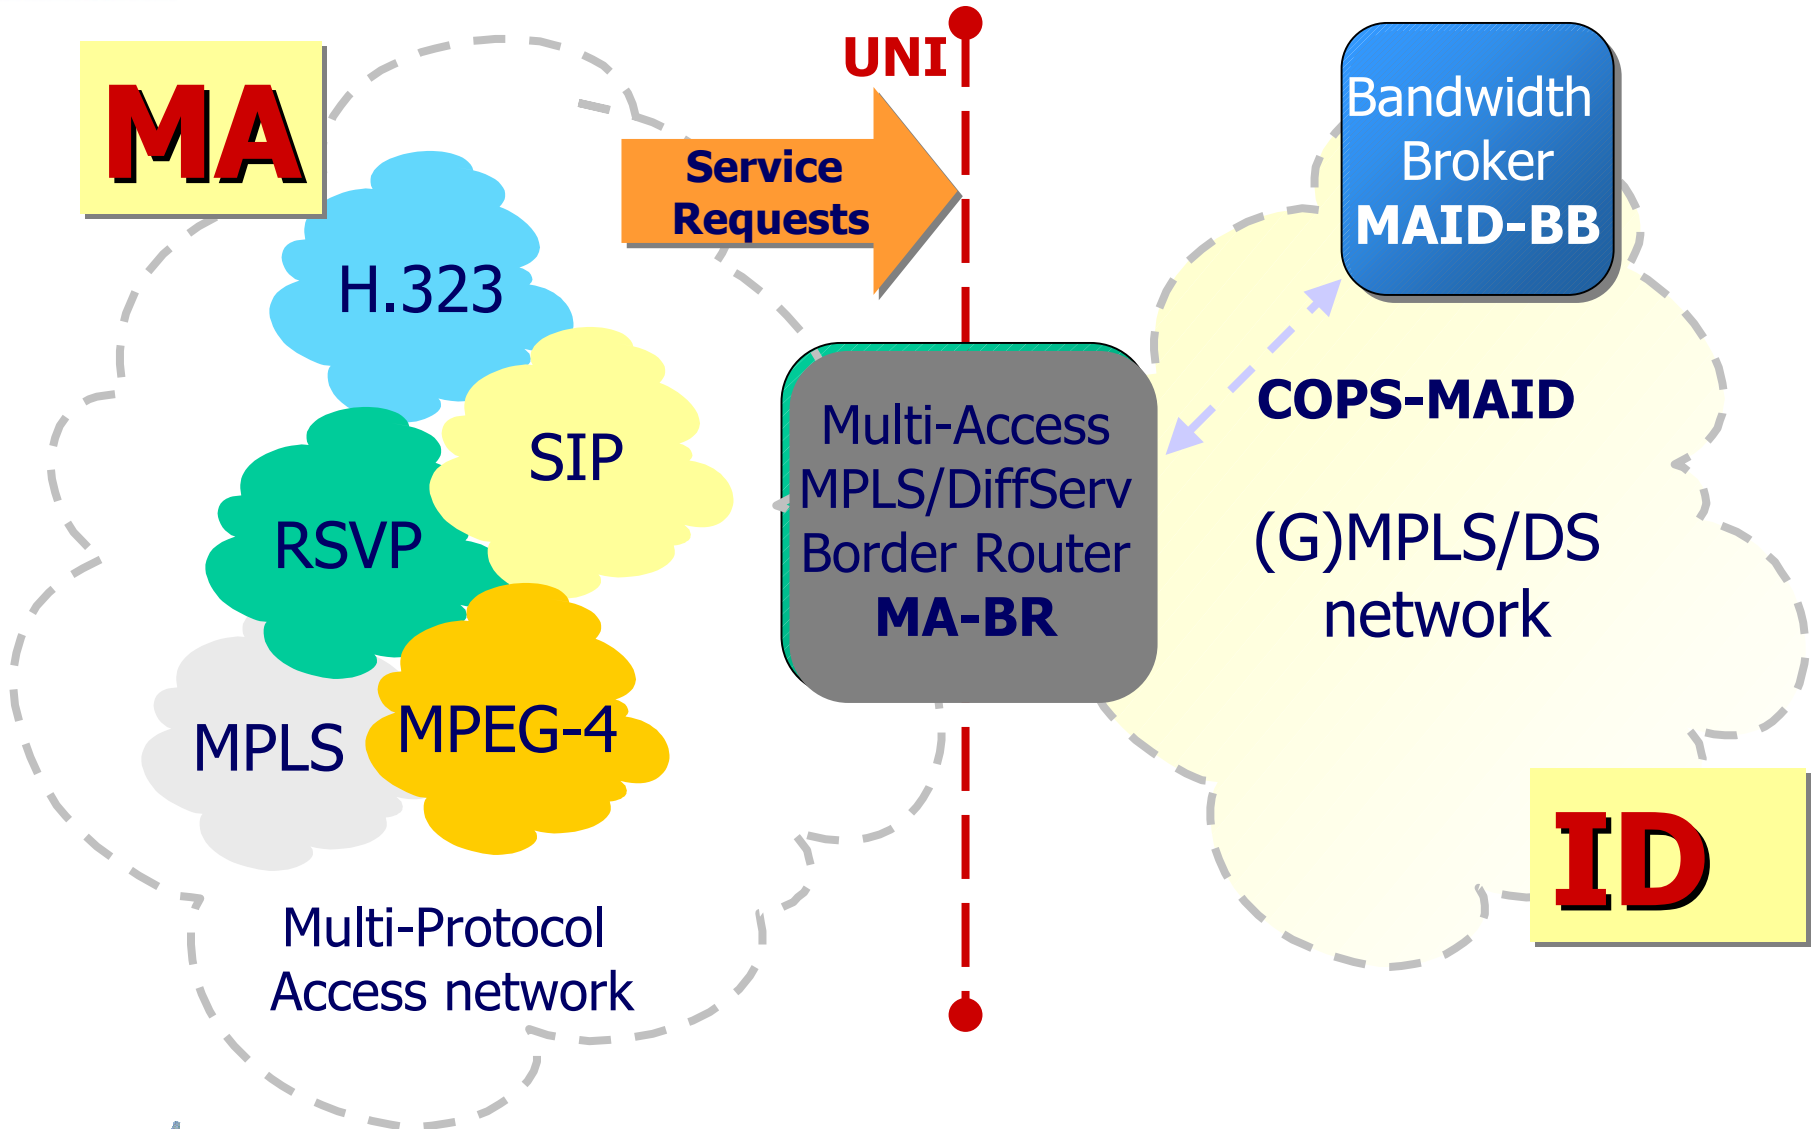 MA
UNI
Service
Requests
Bandwidth
Broker
MAID-BB
H.323
SIP
RSVP
MPLS
MPEG-4
Multi-Protocol
Access network
Multi-Access
MPLS/DiffServ
Border Router
MA-BR
COPS-MAID
(G)MPLS/DS
network
ID